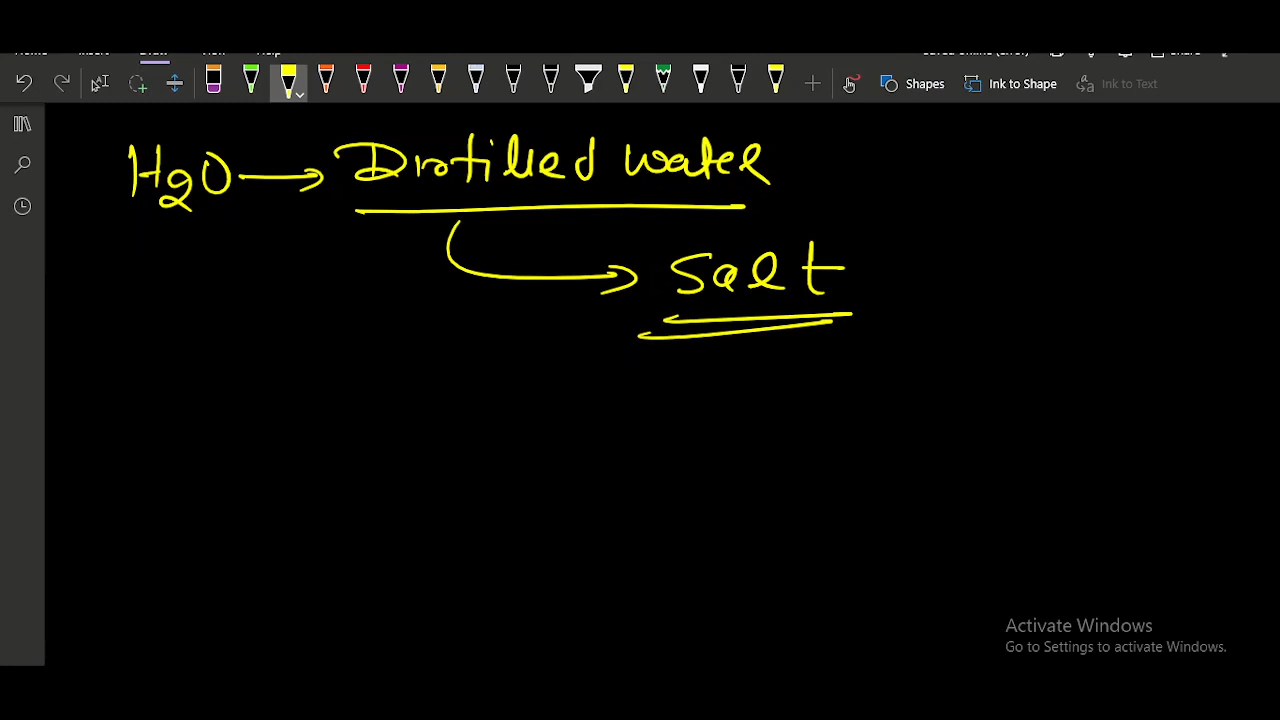 Shapes Ink to Shape Ink to Text
H2O → Distilled water
→ Salt
Activate Windows
Go to Settings to activate Windows.